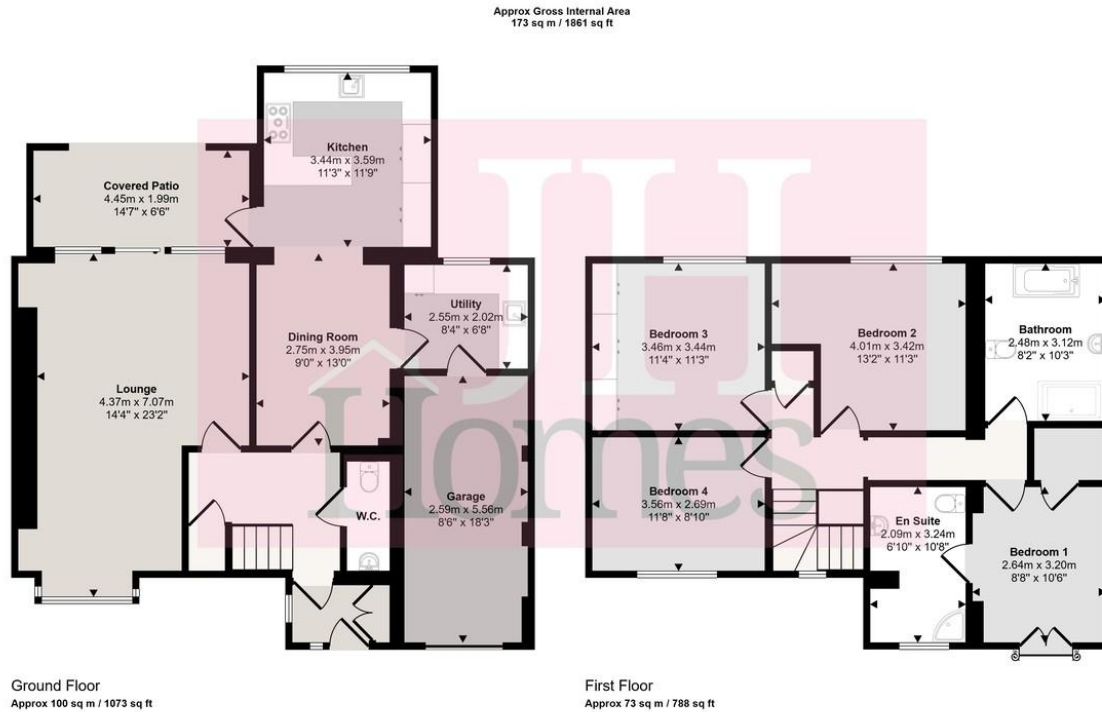 Approx Gross Internal Area
173 sq m / 1861 sq ft
Kitchen
3.44m x 3.59m
11'3" x 11'9"
Covered Patio
4.45m x 1.99m
14'7" x 6'6"
Utility
2.55m x 2.02m
8'4" x 6'8"
Dining Room
2.75m x 3.95m
9'0" x 13'0"
Lounge
4.37m x 7.07m
14'4" x 23'2"
W.C.
Garage
2.59m x 5.56m
8'6" x 18'3"
Bedroom 3
3.46m x 3.44m
11'4" x 11'3"
Bedroom 2
4.01m x 3.42m
13'2" x 11'3"
Bathroom
2.48m x 3.12m
8'2" x 10'3"
Bedroom 4
3.56m x 2.69m
11'8" x 8'10"
En Suite
2.09m x 3.24m
6'10" x 10'8"
Bedroom 1
2.64m x 3.20m
8'8" x 10'6"
JH
Homes
Ground Floor
Approx 100 sq m / 1073 sq ft
First Floor
Approx 73 sq m / 788 sq ft